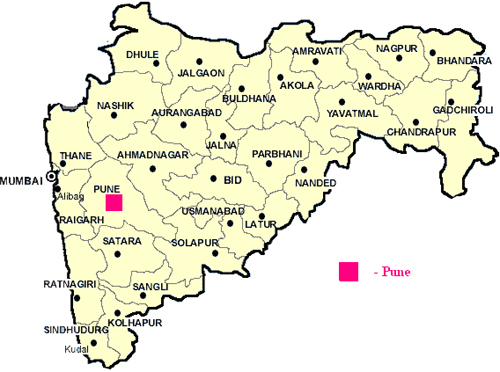 DHULE
JALGAON
AMRAVATI
NAGPUR
BHANDARA
BULDHANA
AKOLA
WARDHA
NASHIK
AURANGABAD
YAVATMAL
GADCHIROLI
CHANDRAPUR
JALNA
THANE
AHMADNAGAR
PARBHANI
NANDED
MUMBAI
PUNE
BID
Alibag
RAIGARH
USMANABAD
LATUR
SATARA
SOLAPUR
- Pune
RATNAGIRI
SANGLI
SINDHUDURG
KOLHAPUR
Kudal